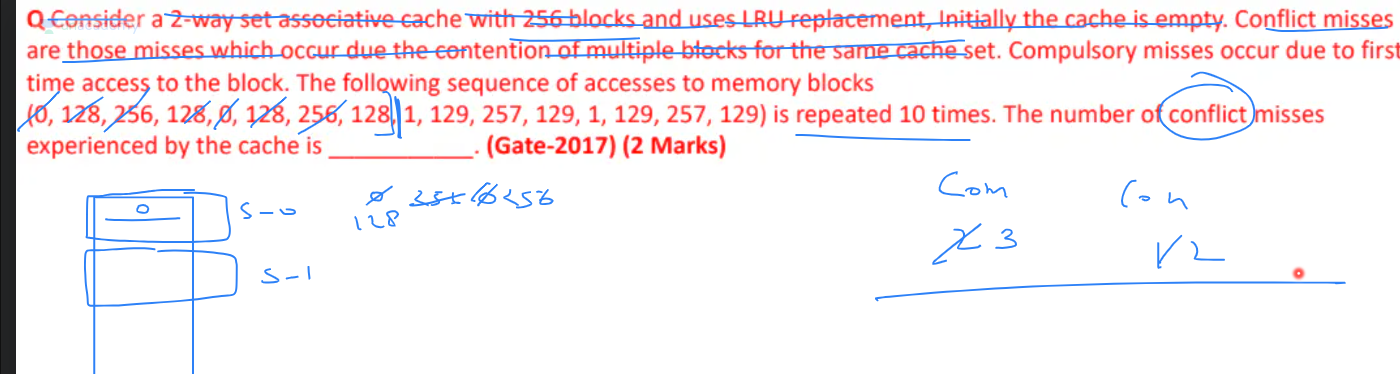 Q Consider a 2-way set associative cache with 256 blocks and uses LRU replacement, Initially the cache is empty. Conflict misses
are those misses which occur due the contention of multiple blocks for the same cache set. Compulsory misses occur due to first
time access to the block. The following sequence of accesses to memory blocks
(0, 128, 256, 128, 0, 128, 256, 128, 1, 129, 257, 129, 1, 129, 257, 129) is repeated 10 times. The number of conflict misses
experienced by the cache is ____________. (Gate-2017) (2 Marks)
Com Con
0 S-0 0 256 0 256
128
2 3 1 2
S-1